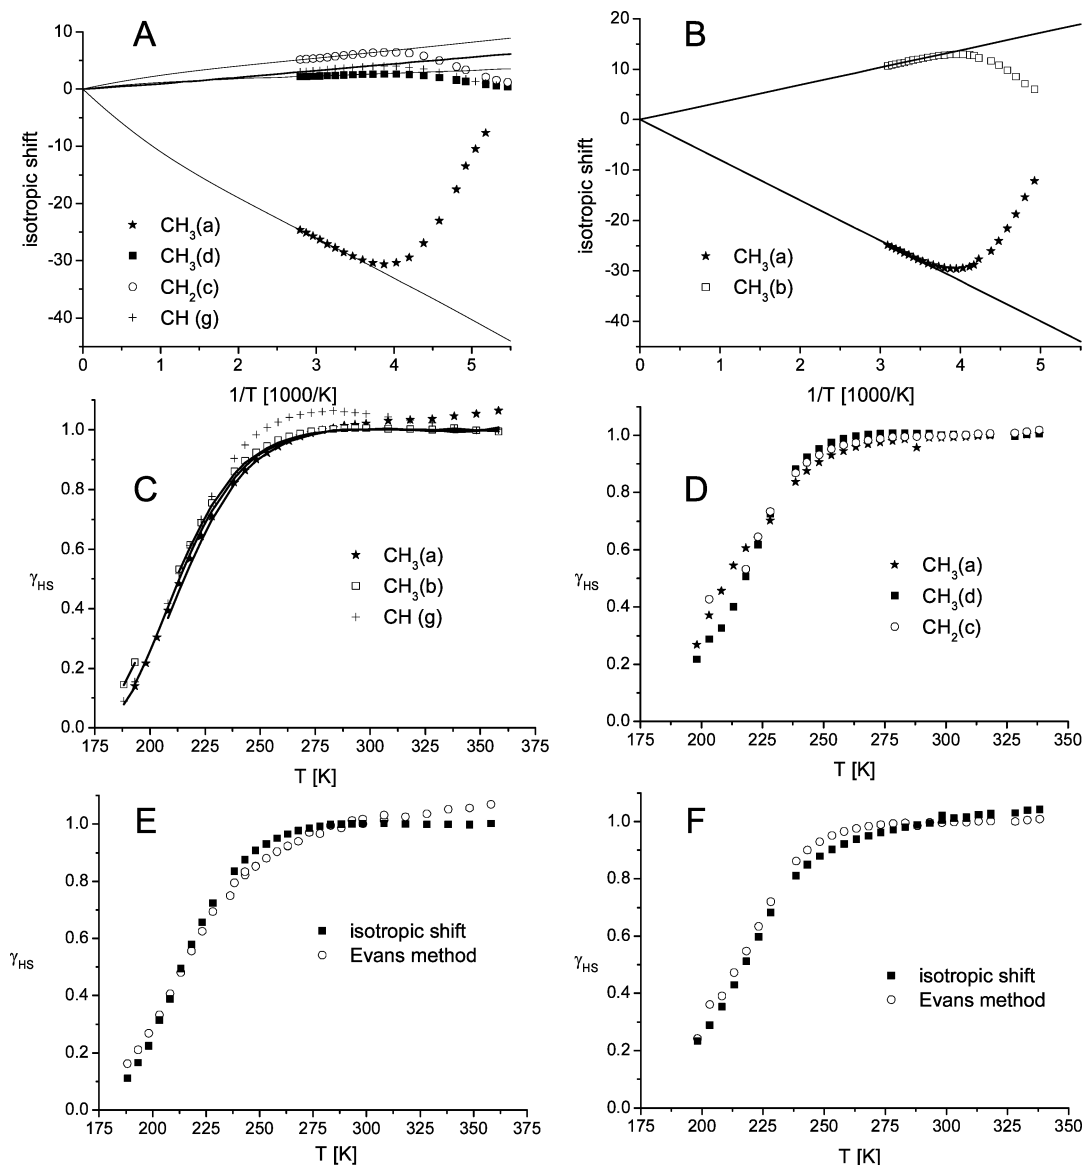 A
10
0
-10
-20
-30
-40
isotropic shift
CH3(a)
CH3(d)
CH2(c)
CH (g)
0 1 2 3 4 5
1/T [1000/K]
B
20
10
0
-10
-20
-30
-40
isotropic shift
CH3(a)
CH3(b)
0 1 2 3 4 5
1/T [1000/K]
C
1.0
0.8
0.6
0.4
0.2
0.0
γHS
CH3(a)
CH3(b)
CH (g)
175 200 225 250 275 300 325 350 375
T [K]
D
1.0
0.8
0.6
0.4
0.2
0.0
γHS
CH3(a)
CH3(d)
CH2(c)
175 200 225 250 275 300 325 350
T [K]
E
1.0
0.8
0.6
0.4
0.2
0.0
γHS
isotropic shift
Evans method
175 200 225 250 275 300 325 350 375
T [K]
F
1.0
0.8
0.6
0.4
0.2
0.0
γHS
isotropic shift
Evans method
175 200 225 250 275 300 325 350
T [K]